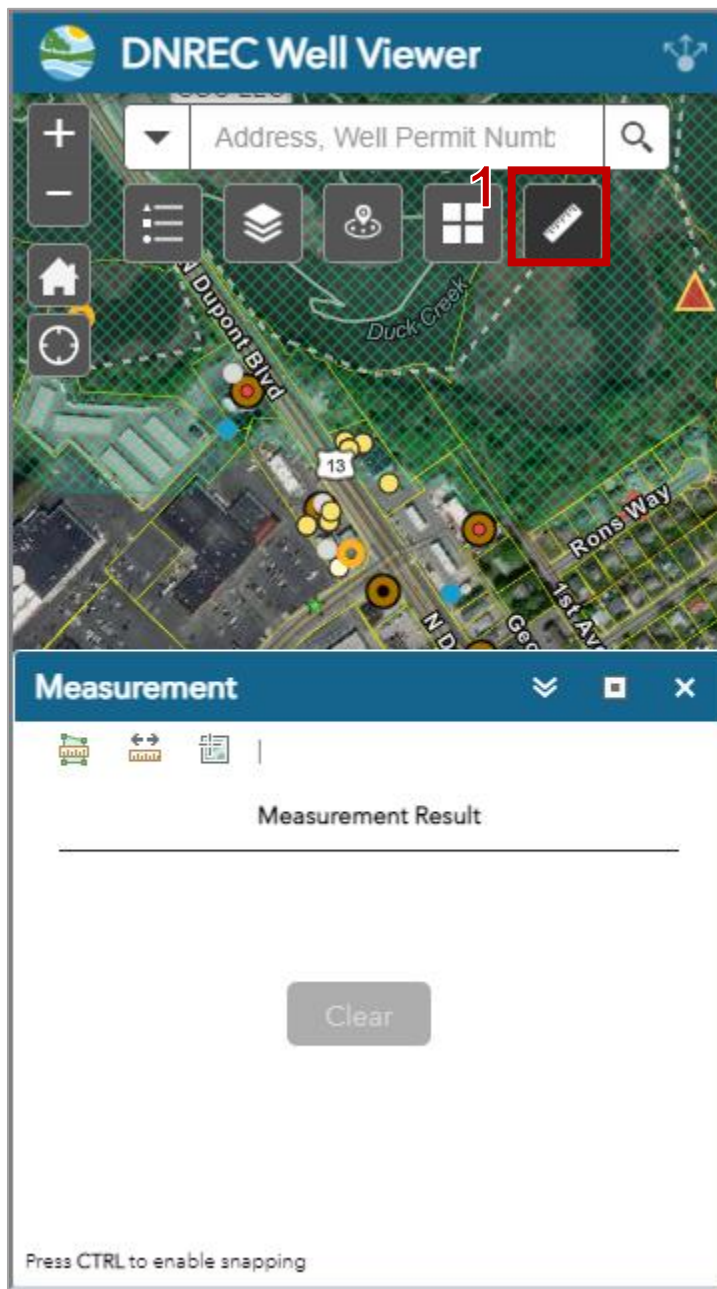 DNREC Well Viewer
Address, Well Permit Numb
1
N Dupont Blvd
Duck Creek
13
Rons Way
1st Av
Geo
N D
Measurement
Measurement Result
Clear
Press CTRL to enable snapping